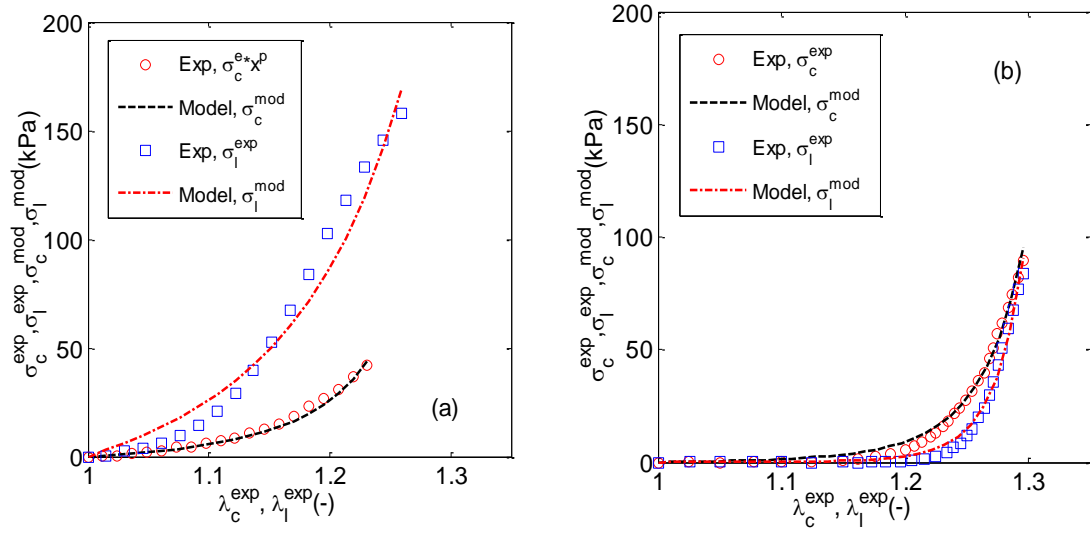 200
150
100
50
0
1
1.1
1.2
1.3
Exp, σ_c^{e*x^p}
Model, σ_c^{mod}
Exp, σ_l^{exp}
Model, σ_l^{mod}
(a)
σ_c^{exp},σ_l^{exp},σ_c^{mod},σ_l^{mod}(kPa)
λ_c^{exp}, λ_l^{exp}(-)
200
150
100
50
0
1
1.1
1.2
1.3
Exp, σ_c^{exp}
Model, σ_c^{mod}
Exp, σ_l^{exp}
Model, σ_l^{mod}
(b)
σ_c^{exp},σ_l^{exp},σ_c^{mod},σ_l^{mod}(kPa)
λ_c^{exp}, λ_l^{exp}(-)